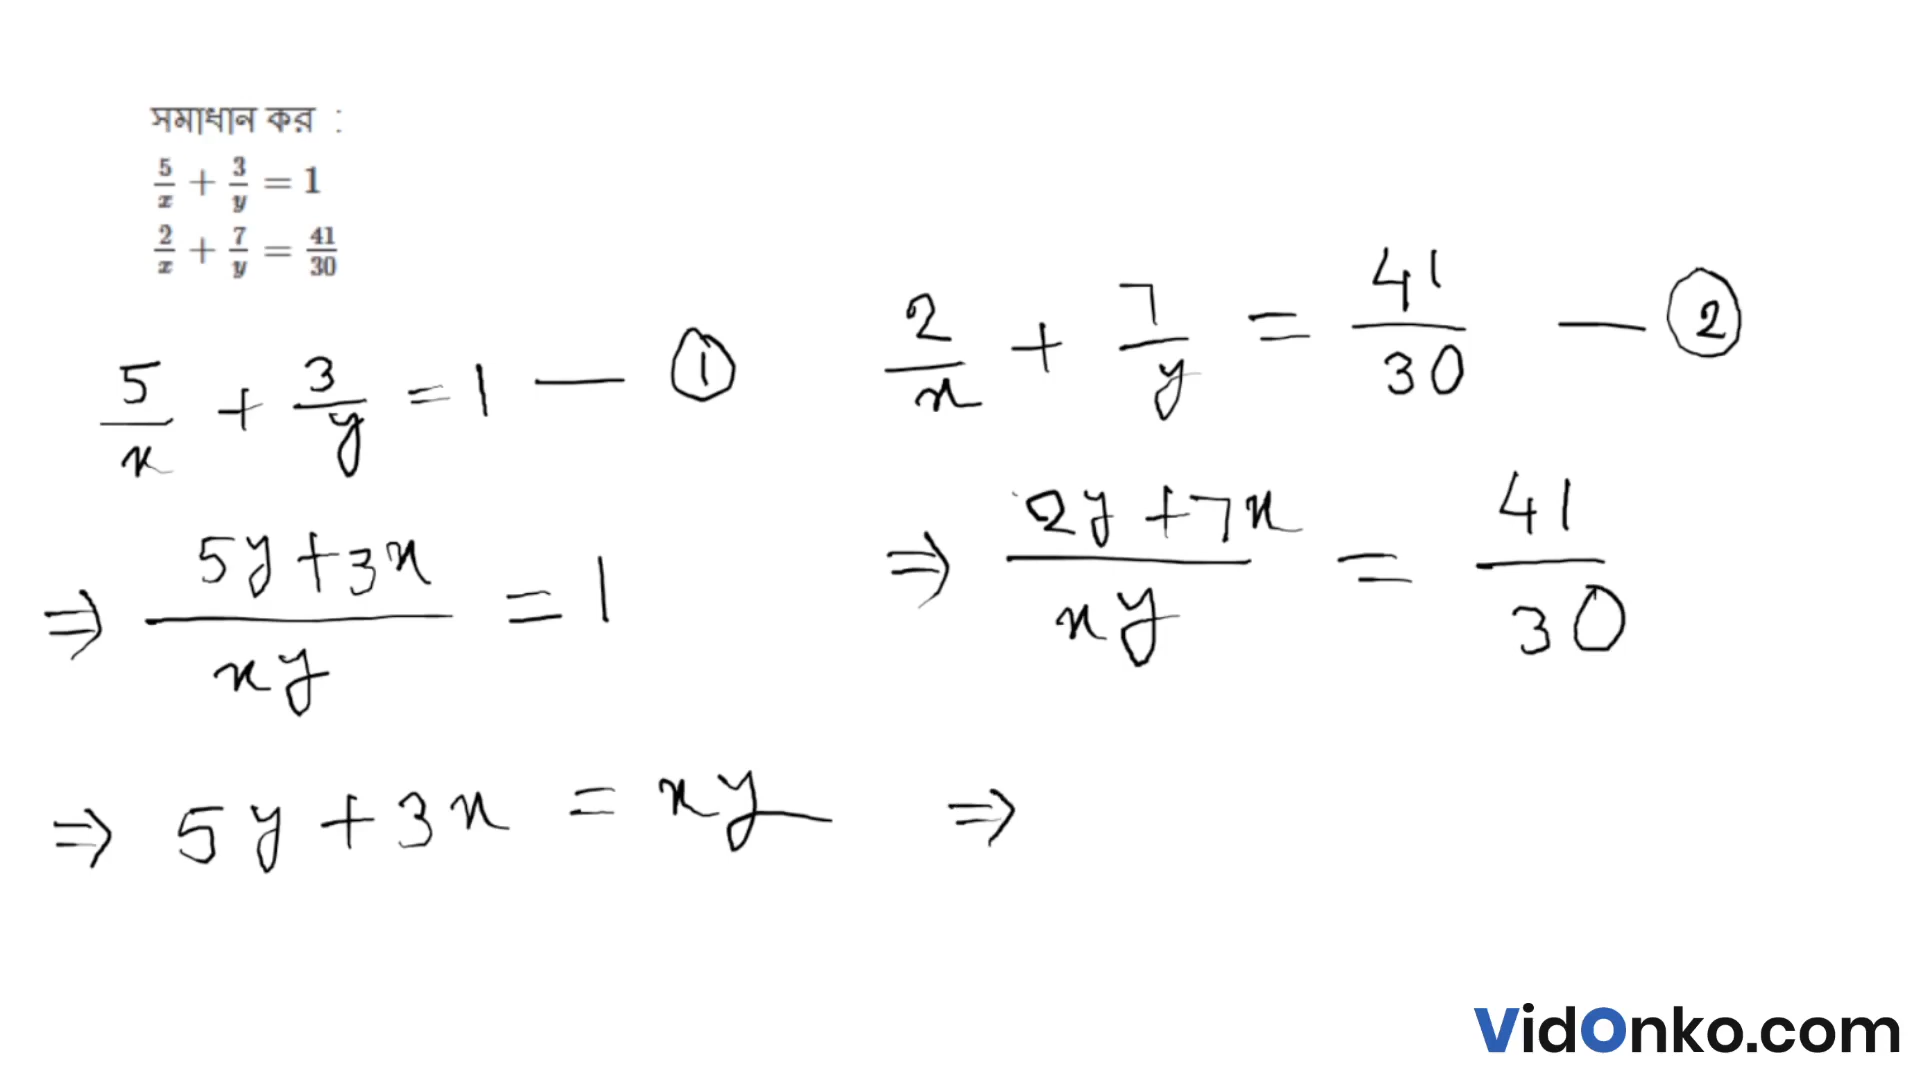 সমাধান কর :
5/x + 3/y = 1
2/x + 7/y = 41/30
5/x + 3/y = 1 — ①
⇒ (5y+3x)/xy = 1
⇒ 5y+3x = xy
2/x + 7/y = 41/30 — ②
⇒ (2y+7x)/xy = 41/30
⇒
VidOnko.com